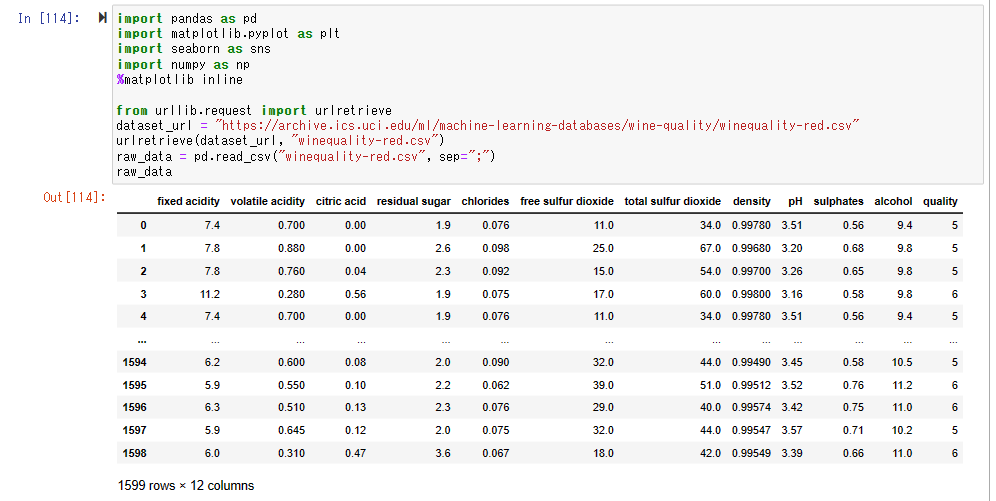 In [114]:
import pandas as pd
import matplotlib.pyplot as plt
import seaborn as sns
import numpy as np
%matplotlib inline
from urllib.request import urlretrieve
dataset_url = "https://archive.ics.uci.edu/ml/machine-learning-databases/wine-quality/winequality-red.csv"
urlretrieve(dataset_url, "winequality-red.csv")
raw_data = pd.read_csv("winequality-red.csv", sep=";")
raw_data
Out[114]:
fixed acidity volatile acidity citric acid residual sugar chlorides free sulfur dioxide total sulfur dioxide density pH sulphates alcohol quality
0 7.4 0.700 0.00 1.9 0.076 11.0 34.0 0.99780 3.51 0.56 9.4 5
1 7.8 0.880 0.00 2.6 0.098 25.0 67.0 0.99680 3.20 0.68 9.8 5
2 7.8 0.760 0.04 2.3 0.092 15.0 54.0 0.99700 3.26 0.65 9.8 5
3 11.2 0.280 0.56 1.9 0.075 17.0 60.0 0.99800 3.16 0.58 9.8 6
4 7.4 0.700 0.00 1.9 0.076 11.0 34.0 0.99780 3.51 0.56 9.4 5
... ... ... ... ... ... ... ... ... ... ... ... ...
1594 6.2 0.600 0.08 2.0 0.090 32.0 44.0 0.99490 3.45 0.58 10.5 5
1595 5.9 0.550 0.10 2.2 0.062 39.0 51.0 0.99512 3.52 0.76 11.2 6
1596 6.3 0.510 0.13 2.3 0.076 29.0 40.0 0.99574 3.42 0.75 11.0 6
1597 5.9 0.645 0.12 2.0 0.075 32.0 44.0 0.99547 3.57 0.71 10.2 5
1598 6.0 0.310 0.47 3.6 0.067 18.0 42.0 0.99549 3.39 0.66 11.0 6
1599 rows × 12 columns